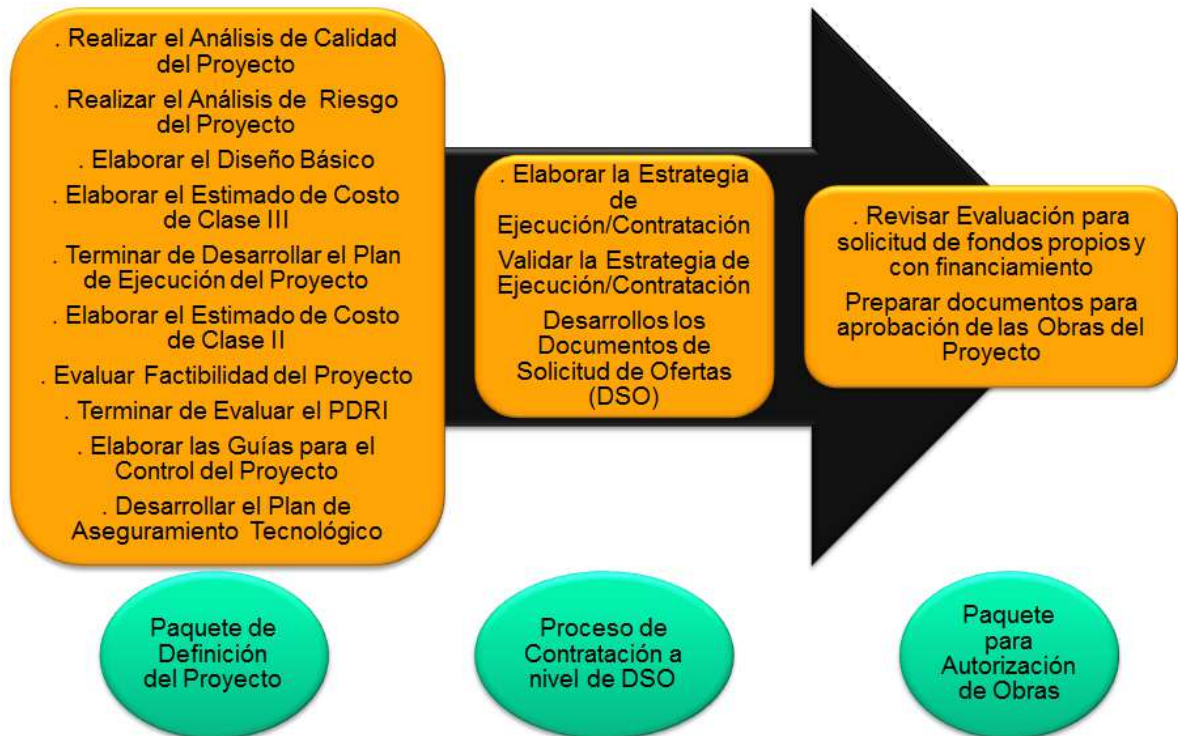 . Realizar el Análisis de Calidad
del Proyecto
. Realizar el Análisis de Riesgo
del Proyecto
. Elaborar el Diseño Básico
. Elaborar el Estimado de Costo
de Clase III
. Terminar de Desarrollar el Plan
de Ejecución del Proyecto
. Elaborar el Estimado de Costo
de Clase II
. Evaluar Factibilidad del Proyecto
. Terminar de Evaluar el PDRI
. Elaborar las Guías para el
Control del Proyecto
. Desarrollar el Plan de
Aseguramiento Tecnológico
. Elaborar la Estrategia
de
Ejecución/Contratación
Validar la Estrategia de
Ejecución/Contratación
Desarrollos los
Documentos de
Solicitud de Ofertas
(DSO)
. Revisar Evaluación para
solicitud de fondos propios y
con financiamiento
Preparar documentos para
aprobación de las Obras del
Proyecto
Paquete de
Definición
del Proyecto
Proceso de
Contratación a
nivel de DSO
Paquete
para
Autorización
de Obras